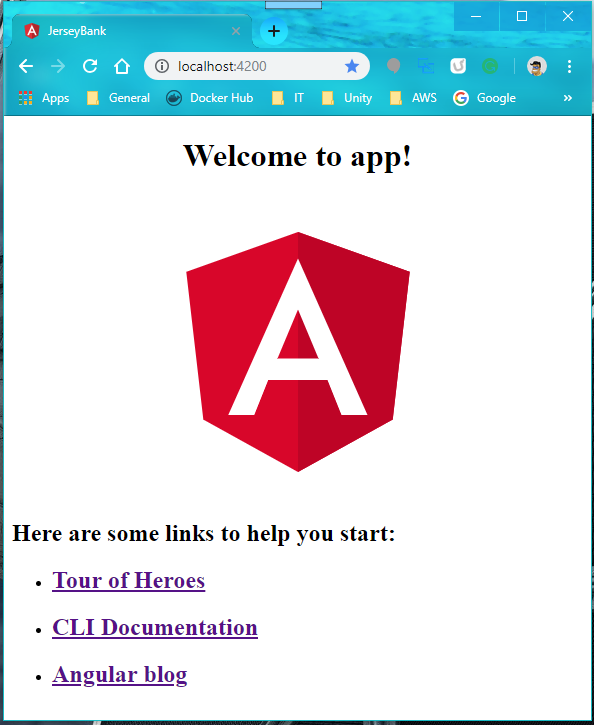 JerseyBank
localhost:4200
Apps General Docker Hub IT Unity AWS Google »
Welcome to app!
A
Here are some links to help you start:
Tour of Heroes
CLI Documentation
Angular blog